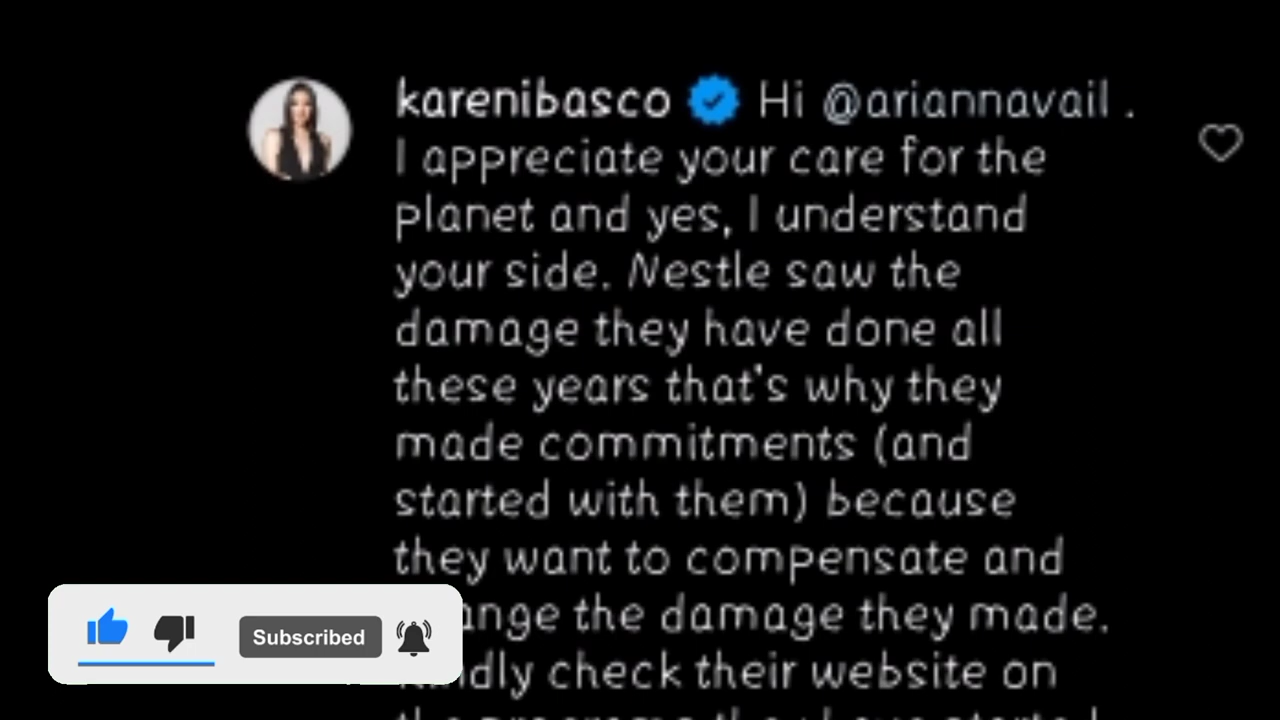 karenibasco Hi @ariannavail .
I appreciate your care for the
planet and yes, I understand
your side. Nestle saw the
damage they have done all
these years that's why they
made commitments (and
started with them) because
they want to compensate and
the damage they made.
check their website on
Subscribed